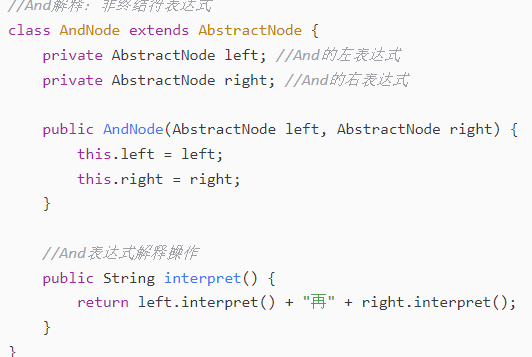 //And解释：非终结符表达式
class AndNode extends AbstractNode {
    private AbstractNode left; //And的左表达式
    private AbstractNode right; //And的右表达式

    public AndNode(AbstractNode left, AbstractNode right) {
        this.left = left;
        this.right = right;
    }

    //And表达式解释操作
    public String interpret() {
        return left.interpret() + "再" + right.interpret();
    }
}